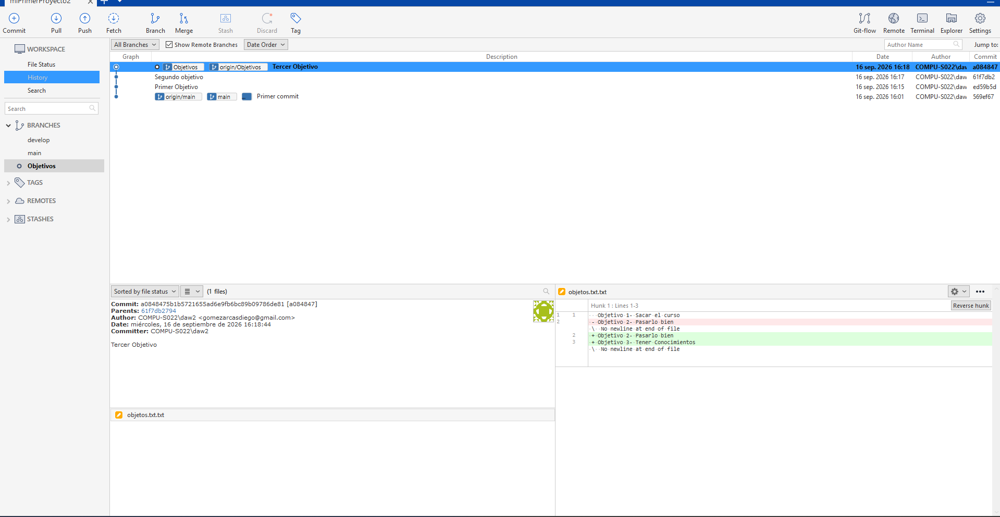 miPrimerProyecto2
Commit Pull Push Fetch Branch Merge Stash Discard Tag Git-flow Remote Terminal Explorer Settings
WORKSPACE
File Status
History
Search
Search
BRANCHES
develop
main
Objetivos
TAGS
REMOTES
STASHES
All Branches Show Remote Branches Date Order Author Name Jump to:
Graph Description Date Author Commit
Objetivos origin/Objetivos Tercer Objetivo 16 sep. 2026 16:18 COMPU-S022\daw a084847
Segundo objetivo 16 sep. 2026 16:17 COMPU-S022\daw 61f7db2
Primer Objetivo 16 sep. 2026 16:15 COMPU-S022\daw ed59b5d
origin/main main ... Primer commit 16 sep. 2026 16:01 COMPU-S022\daw 569ef67
Sorted by file status (1 files)
Commit: a0848475b1b5721655ad6e9fb6bc89b09786de81 [a084847]
Parents: 61f7db2794
Author: COMPU-S022\daw2 <gomezarcasdiego@gmail.com>
Date: miércoles, 16 de septiembre de 2026 16:18:44
Committer: COMPU-S022\daw2
Tercer Objetivo
objetos.txt.txt
objetos.txt.txt
Hunk 1 : Lines 1-3 Reverse hunk
1 1 Objetivo 1- Sacar el curso
2 - Objetivo 2- Pasarlo bien
\ No newline at end of file
2 + Objetivo 2- Pasarlo bien
3 + Objetivo 3- Tener Conocimientos
\ No newline at end of file